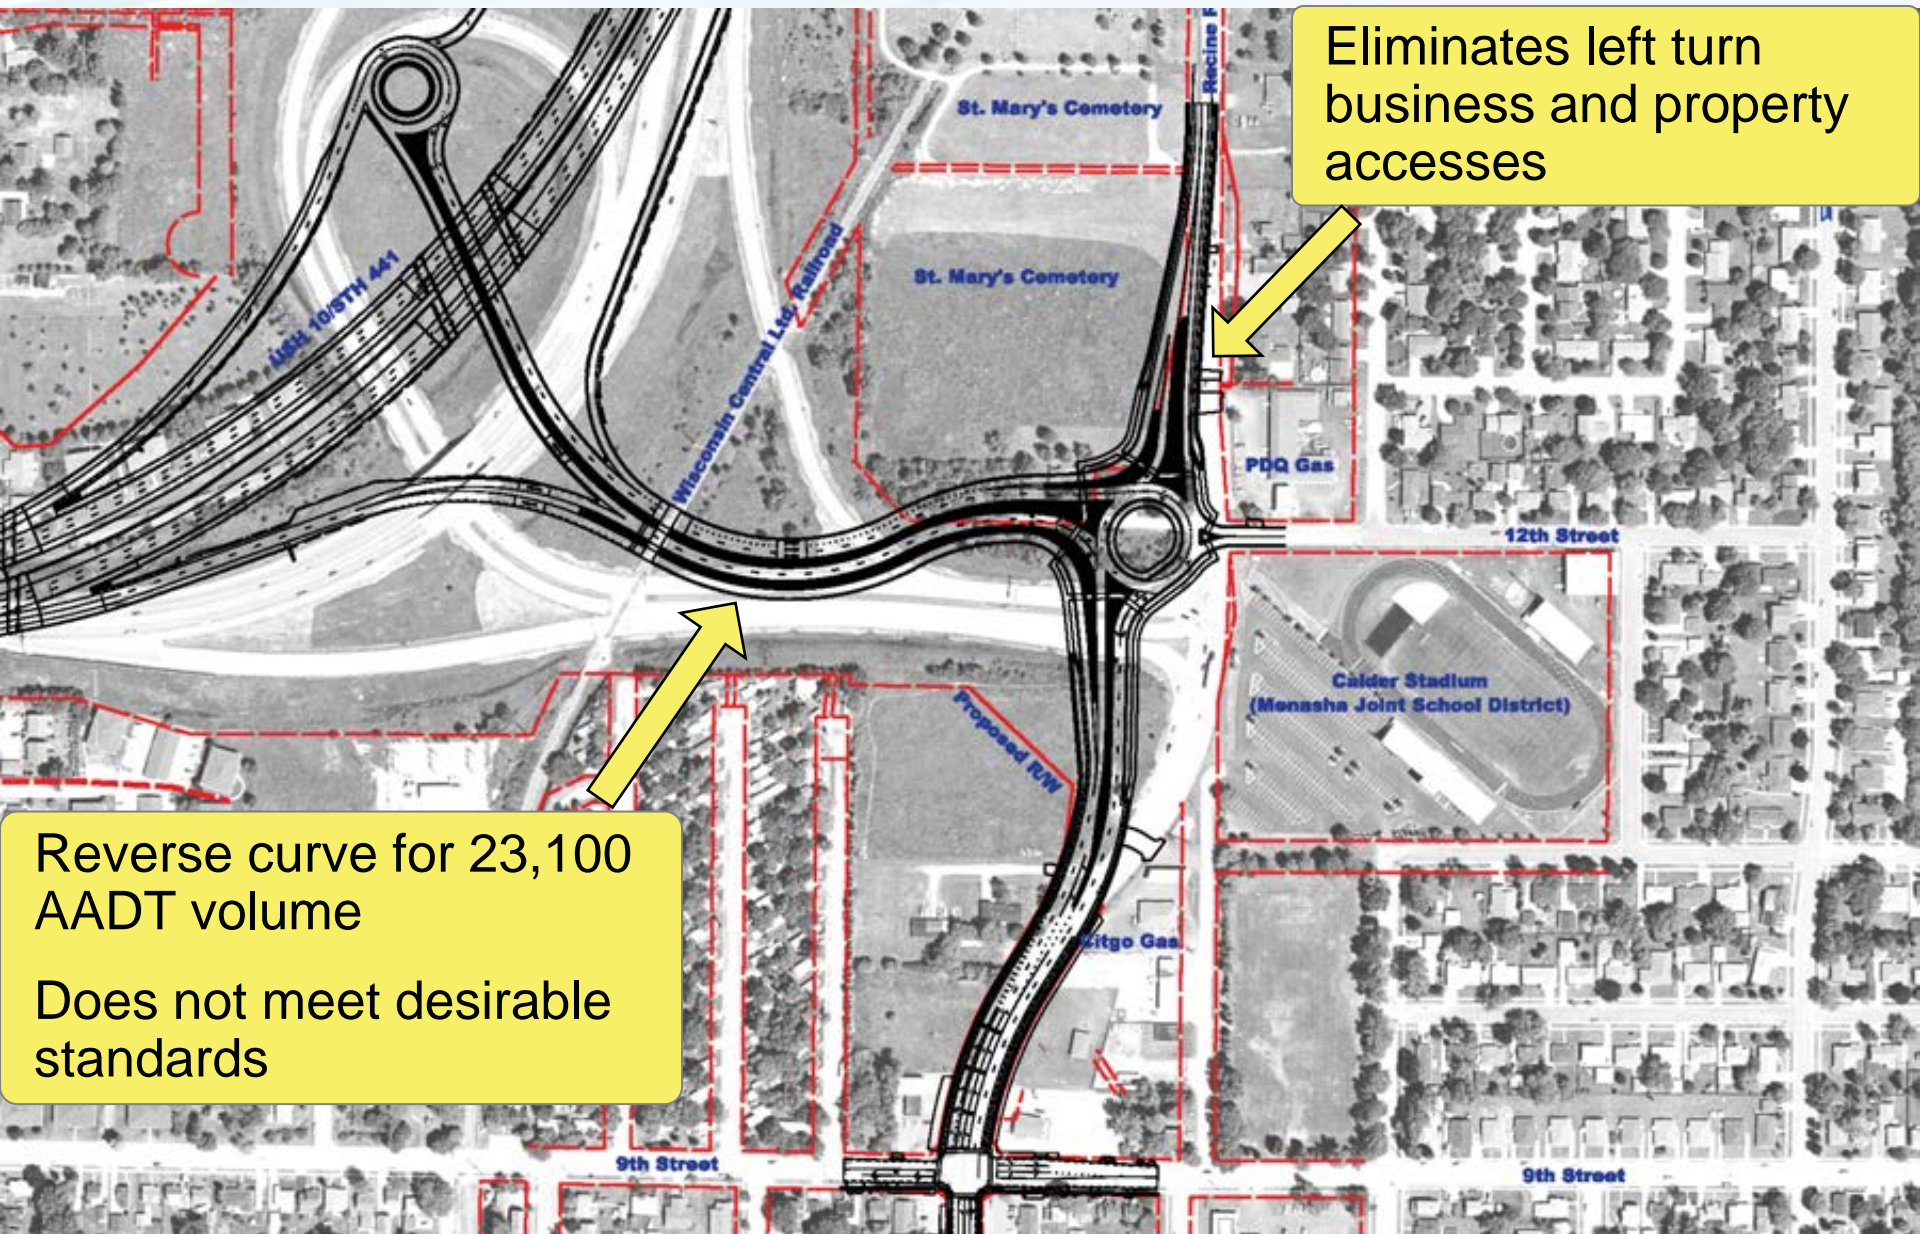 Eliminates left turn
business and property
accesses
Racine
St. Mary's Cemetery
St. Mary's Cemetery
USH 10/STH 441
Wisconsin Central Ltd. Railroad
PDQ Gas
12th Street
Calder Stadium
(Menasha Joint School District)
Proposed R/W
Reverse curve for 23,100
AADT volume
Does not meet desirable
standards
Citgo Gas
9th Street
9th Street